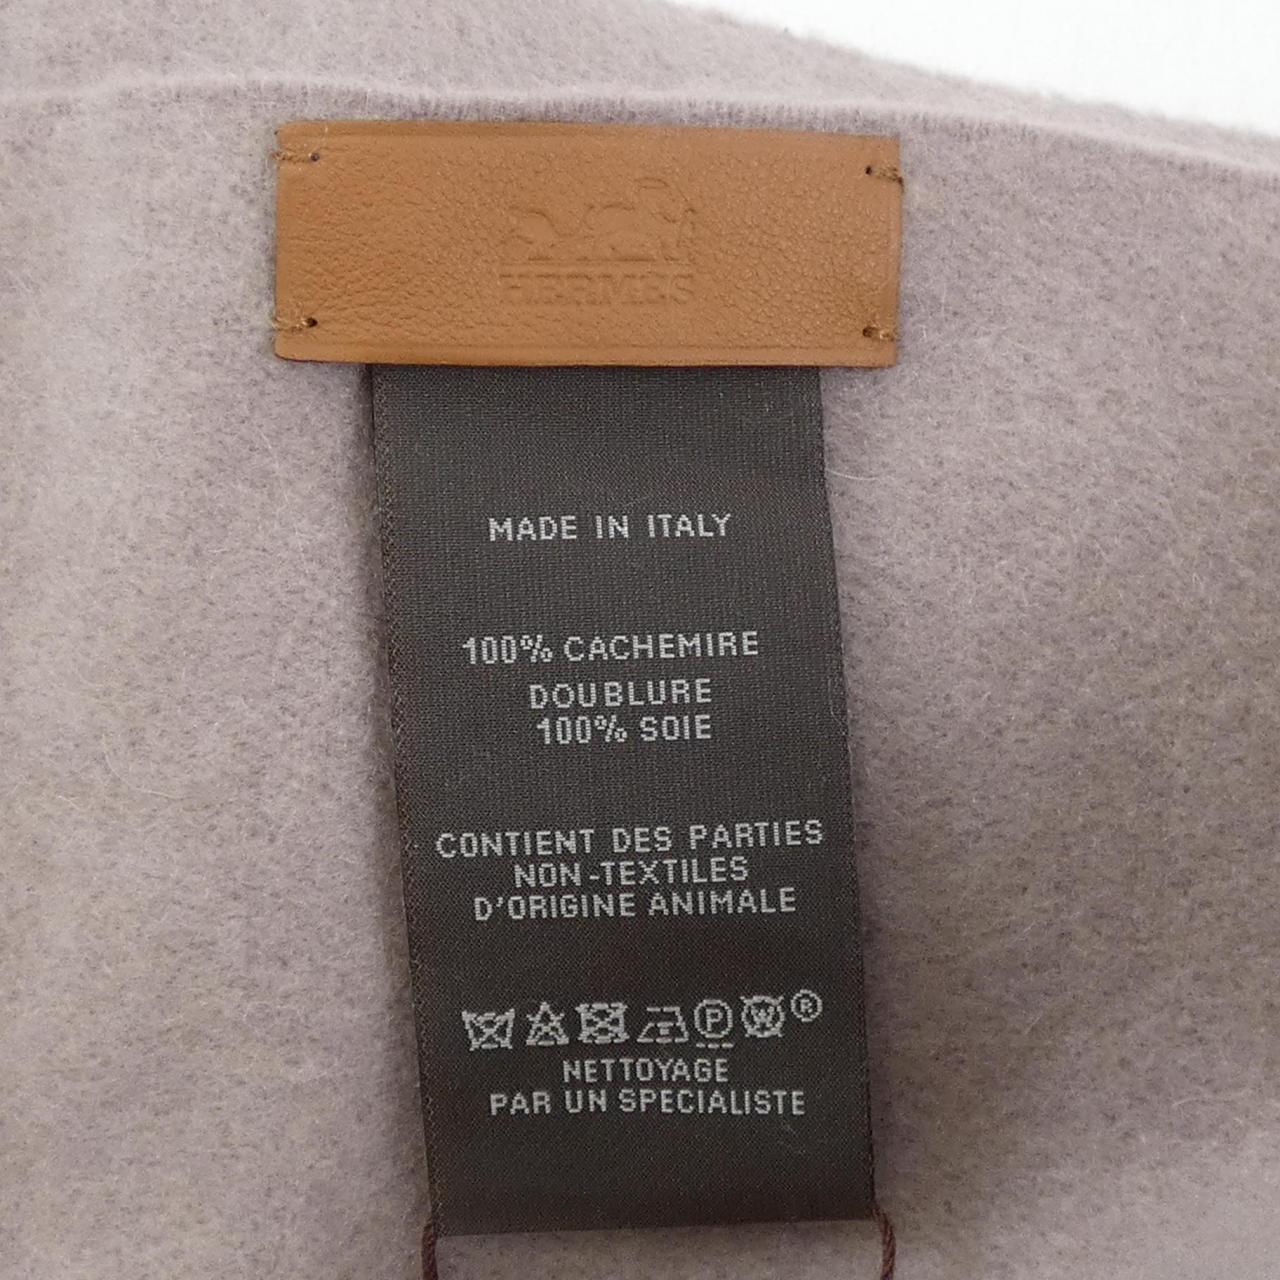 HERMES
MADE IN ITALY
100% CACHEMIRE
DOUBLURE
100% SOIE
CONTIENT DES PARTIES
NON-TEXTILES
D'ORIGINE ANIMALE
P W ®
NETTOYAGE
PAR UN SPECIALISTE